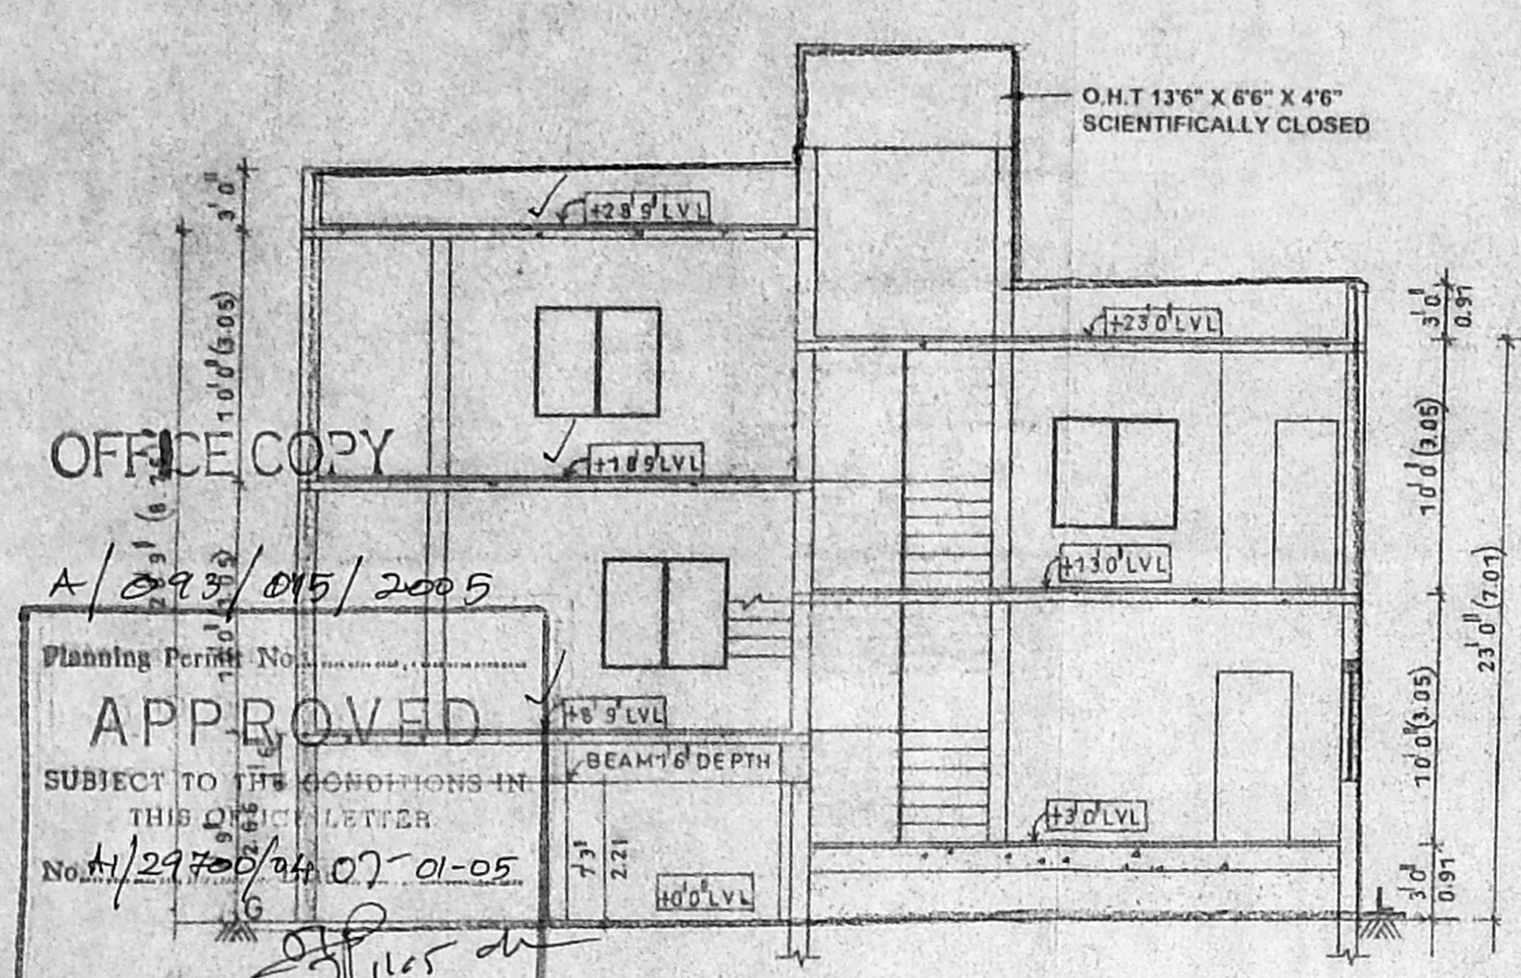 O.H.T 13'6" X 6'6" X 4'6"
SCIENTIFICALLY CLOSED
3'0"
+28'9" LVL
10'0" (3.05)
+23'0" LVL
3'0"
0.91
OFFICE COPY
+18'9" LVL
10'0" (3.05)
+13'0" LVL
23'0" (7.01)
A/093/015/2005
Planning Permit No.
APPROVED
+8'9" LVL
10'0" (3.05)
BEAM 1'6" DEPTH
SUBJECT TO THE CONDITIONS IN
THIS OFFICE LETTER
No. A1/29700/94 07-01-05
7'3"
2.21
+0'0" LVL
+3'0" LVL
3'0"
0.91
G
L